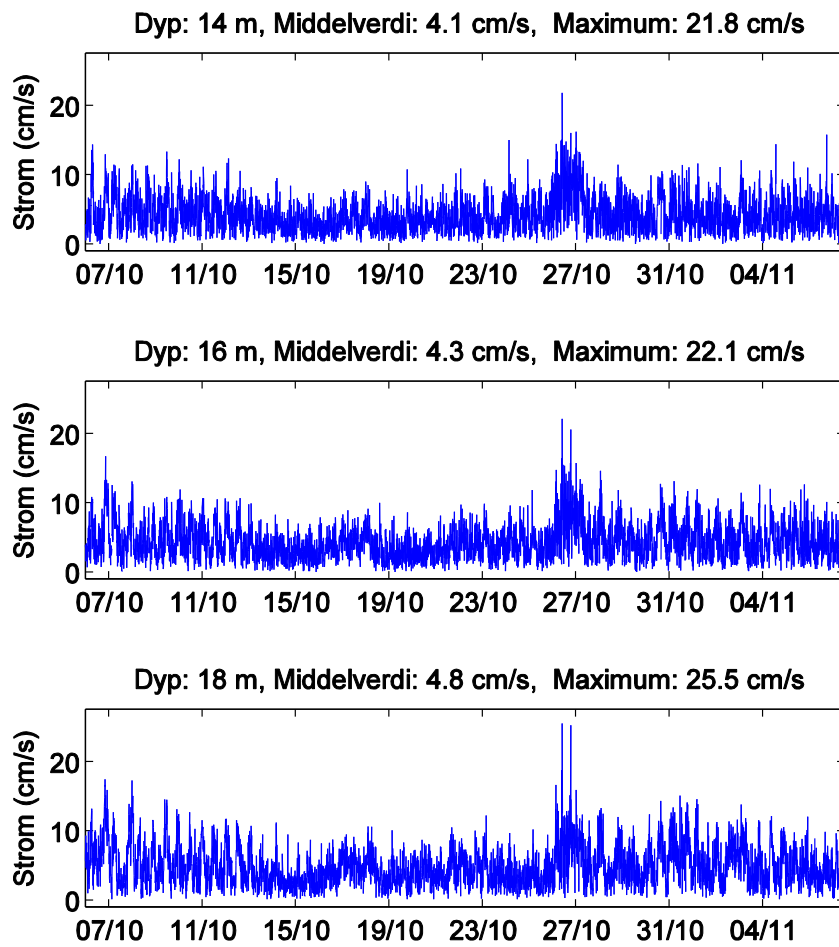 Dyp: 14 m, Middelverdi: 4.1 cm/s, Maximum: 21.8 cm/s
Strom (cm/s)
20
10
0
07/10 11/10 15/10 19/10 23/10 27/10 31/10 04/11
Dyp: 16 m, Middelverdi: 4.3 cm/s, Maximum: 22.1 cm/s
Strom (cm/s)
20
10
0
07/10 11/10 15/10 19/10 23/10 27/10 31/10 04/11
Dyp: 18 m, Middelverdi: 4.8 cm/s, Maximum: 25.5 cm/s
Strom (cm/s)
20
10
0
07/10 11/10 15/10 19/10 23/10 27/10 31/10 04/11